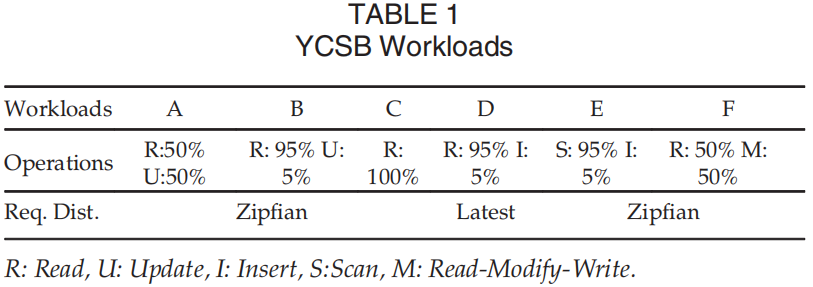 TABLE 1
YCSB Workloads
Workloads A B C D E F
Operations R:50% U:50% R: 95% U: 5% R: 100% R: 95% I: 5% S: 95% I: 5% R: 50% M: 50%
Req. Dist. Zipfian Latest Zipfian
R: Read, U: Update, I: Insert, S:Scan, M: Read-Modify-Write.